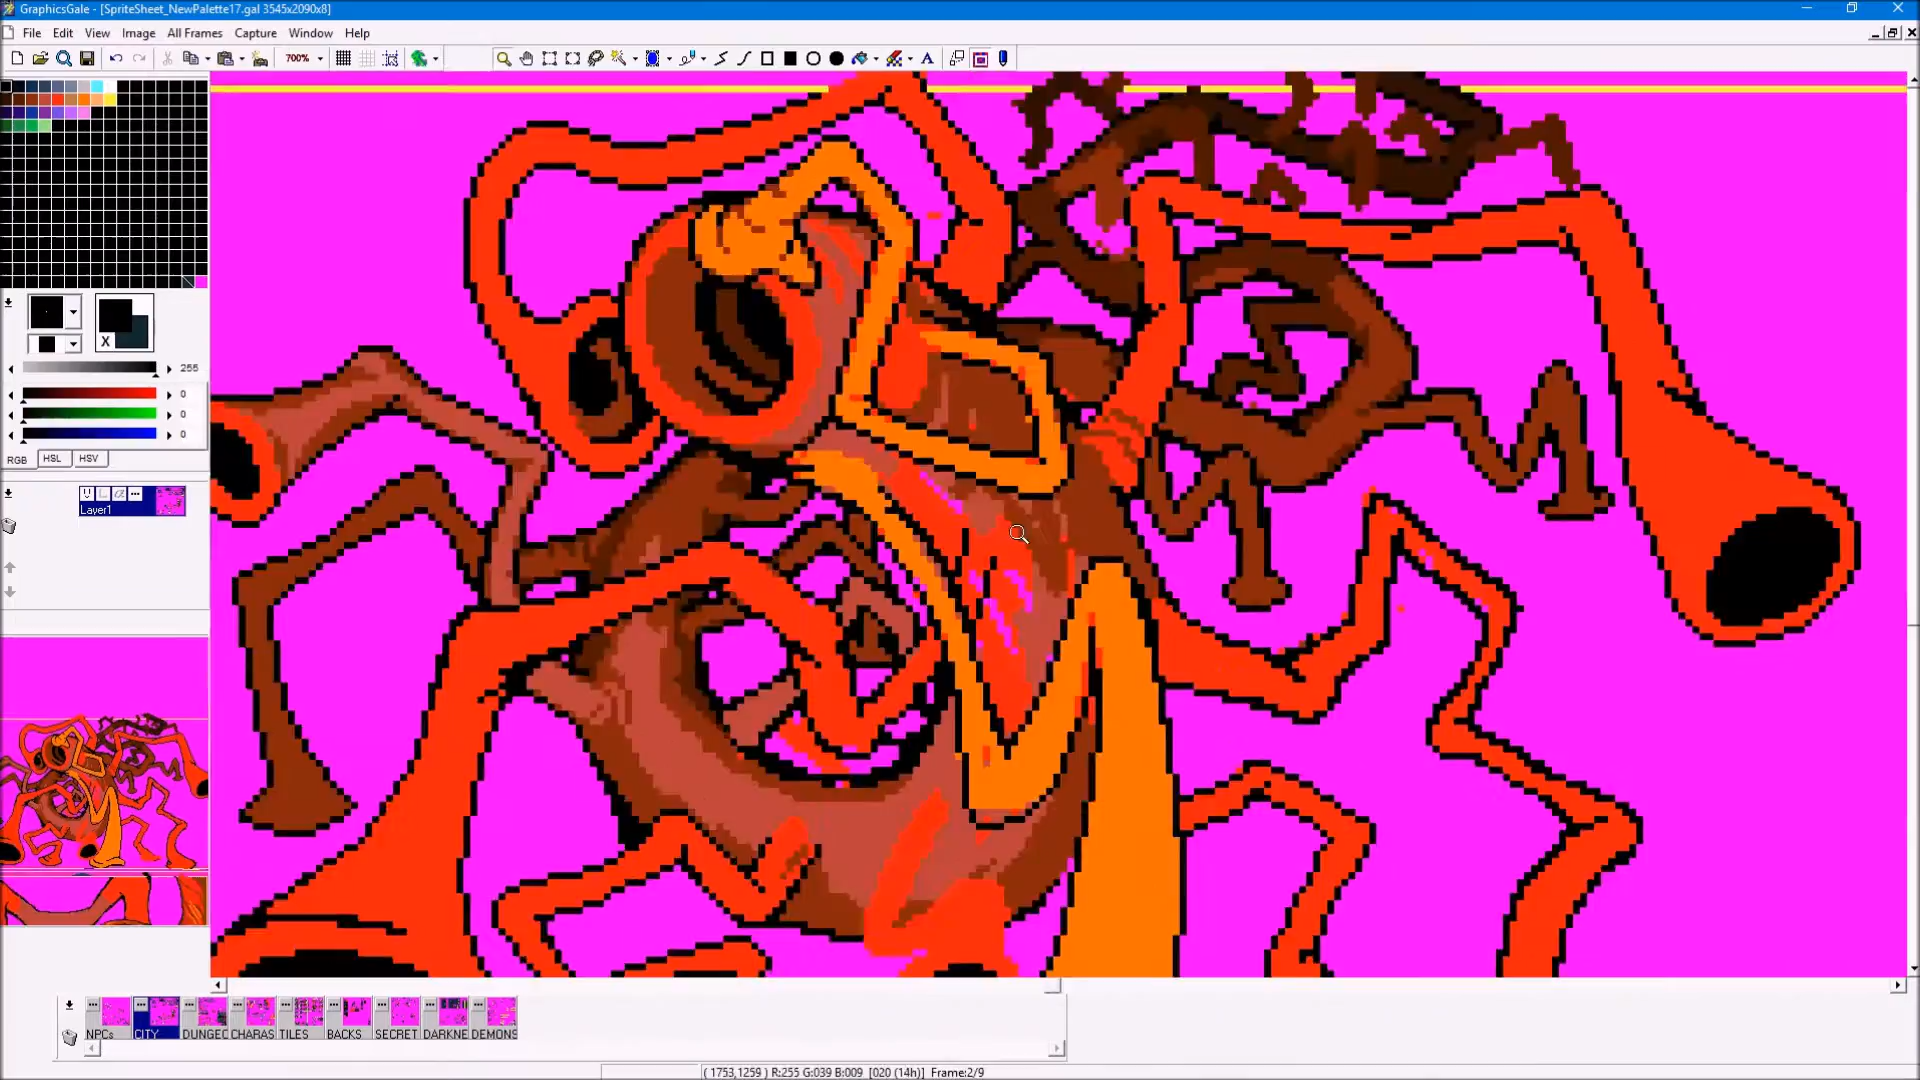 GraphicsGale - [SpriteSheet_NewPalette17.gal 3545x2090x8]
File Edit View Image All Frames Capture Window Help
700%
A
X
255
0
0
0
RGB HSL HSV
Layer1
NPCs CITY DUNGEC CHARAS TILES BACKS SECRET DARKNE DEMONS
( 1753,1259 ) R:255 G:039 B:009 [020 (14h)] Frame:2/9